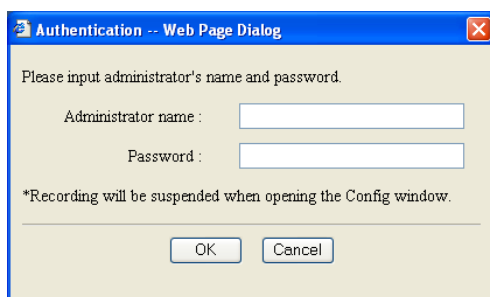 Authentication -- Web Page Dialog
Please input administrator's name and password.
Administrator name :
Password :
*Recording will be suspended when opening the Config window.
OK Cancel